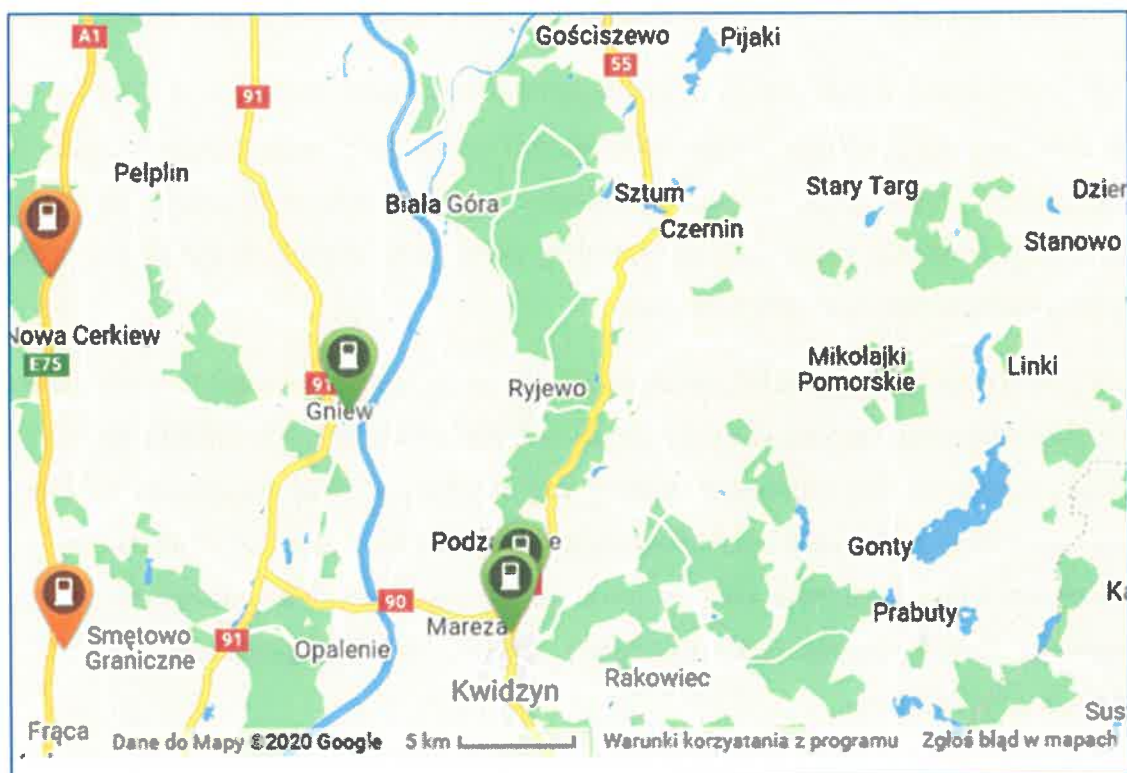 A1
Gościszewo
Pijaki
55
91
Pelplin
Sztum
Stary Targ
Biała Góra
Czernin
Stanowo
Nowa Cerkiew
E75
91
Gniew
Ryjewo
Mikołajki
Pomorskie
Linki
Gonty
90
Prabuty
Mareza
91
Smętowo
Graniczne
Opalenie
Kwidzyn
Rakowiec
Frąca
Dane do Mapy ©2020 Google
5 km
Warunki korzystania z programu
Zgłoś błąd w mapach